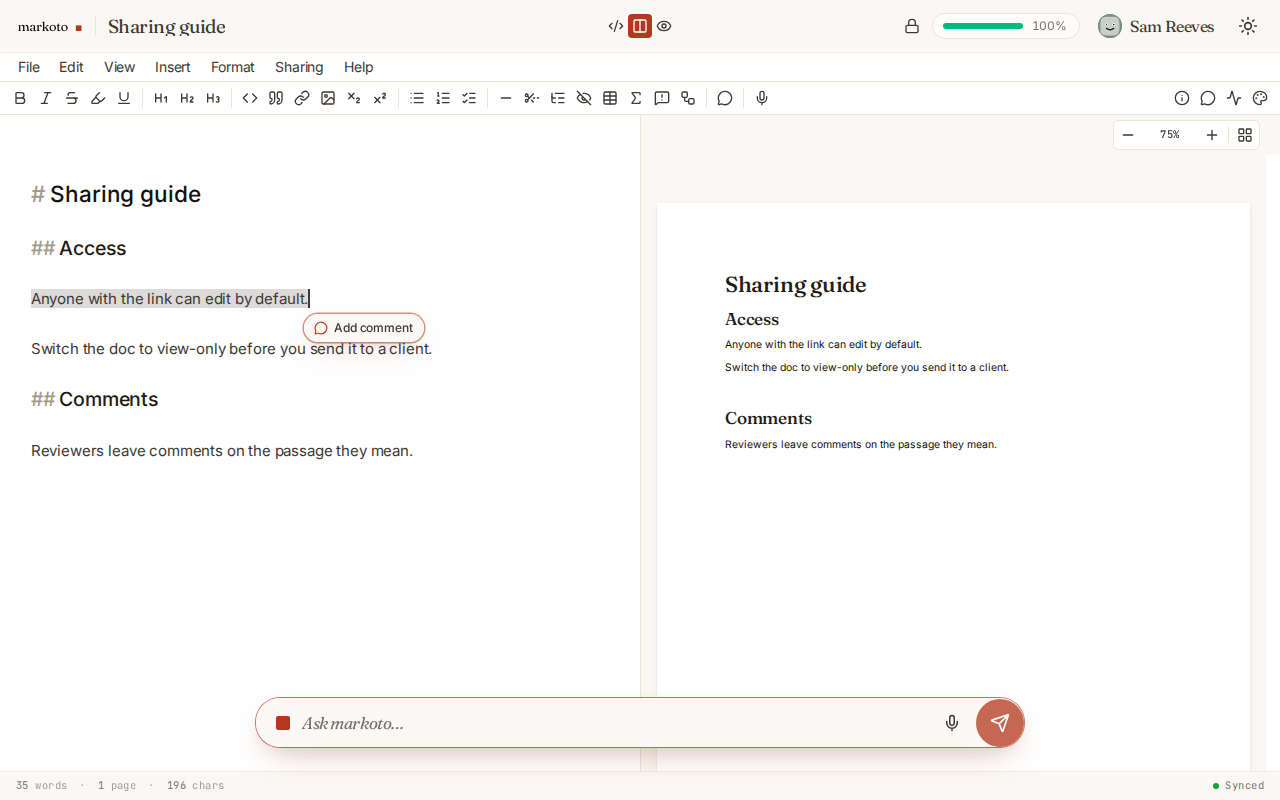 markoto
Sharing guide
100%
Sam Reeves
File Edit View Insert Format Sharing Help
H1 H2 H3
75%
# Sharing guide
## Access
Anyone with the link can edit by default.
Add comment
Switch the doc to view-only before you send it to a client.
## Comments
Reviewers leave comments on the passage they mean.
Sharing guide
Access
Anyone with the link can edit by default.
Switch the doc to view-only before you send it to a client.
Comments
Reviewers leave comments on the passage they mean.
Ask markoto...
35 words · 1 page · 196 chars
Synced